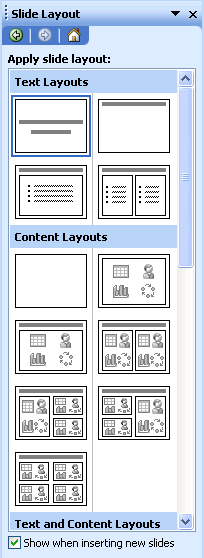 Slide Layout
Apply slide layout:
Text Layouts
Content Layouts
Text and Content Layouts
Show when inserting new slides